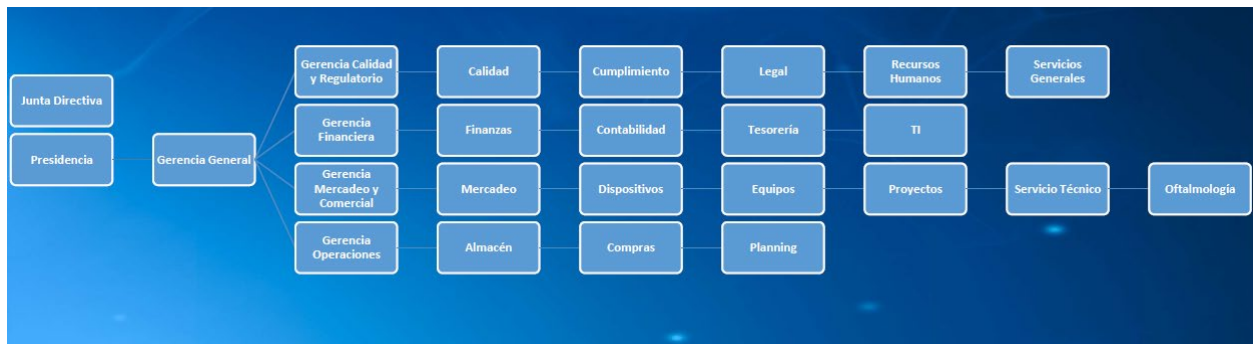 Junta Directiva
Presidencia
Gerencia General
Gerencia Calidad
y Regulatorio
Calidad
Cumplimiento
Legal
Recursos
Humanos
Servicios
Generales
Gerencia
Financiera
Finanzas
Contabilidad
Tesorería
TI
Gerencia
Mercadeo y
Comercial
Mercadeo
Dispositivos
Equipos
Proyectos
Servicio Técnico
Oftalmología
Gerencia
Operaciones
Almacén
Compras
Planning